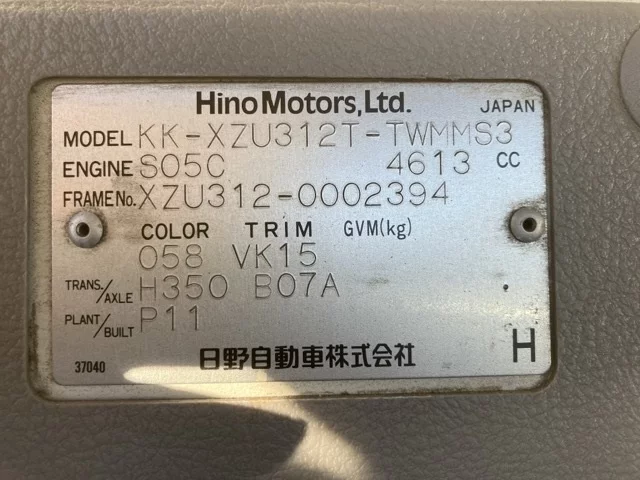 Hino Motors, Ltd. JAPAN
MODEL KK-XZU312T-TWMMS3
ENGINE S05C 4613 CC
FRAME No. XZU312-0002394
COLOR TRIM GVM(kg)
058 VK15
TRANS./AXLE H350 B07A
PLANT/BUILT P11
37040 日野自動車株式会社 H